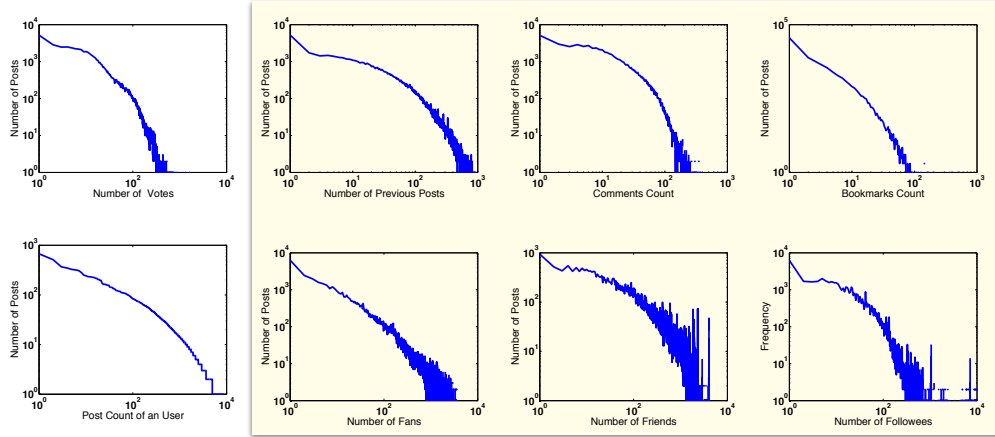 10^4
10^3
10^2
10^1
10^0
10^0 10^2 10^4
Number of Posts
Number of  Votes
10^4
10^3
10^2
10^1
10^0
10^0 10^1 10^2 10^3
Number of Posts
Number of Previous Posts
10^4
10^3
10^2
10^1
10^0
10^0 10^2 10^4
Number of Posts
Comments Count
10^5
10^0
10^0 10^1 10^2 10^3
Number of Posts
Bookmarks Count
10^3
10^2
10^1
10^0
10^0 10^2 10^4
Number of Posts
Post Count of an User
10^4
10^3
10^2
10^1
10^0
10^0 10^2 10^4
Number of Posts
Number of Fans
10^3
10^2
10^1
10^0
10^0 10^1 10^2 10^3 10^4
Number of Posts
Number of Friends
10^4
10^3
10^2
10^1
10^0
10^0 10^2 10^4
Frequency
Number of Followees